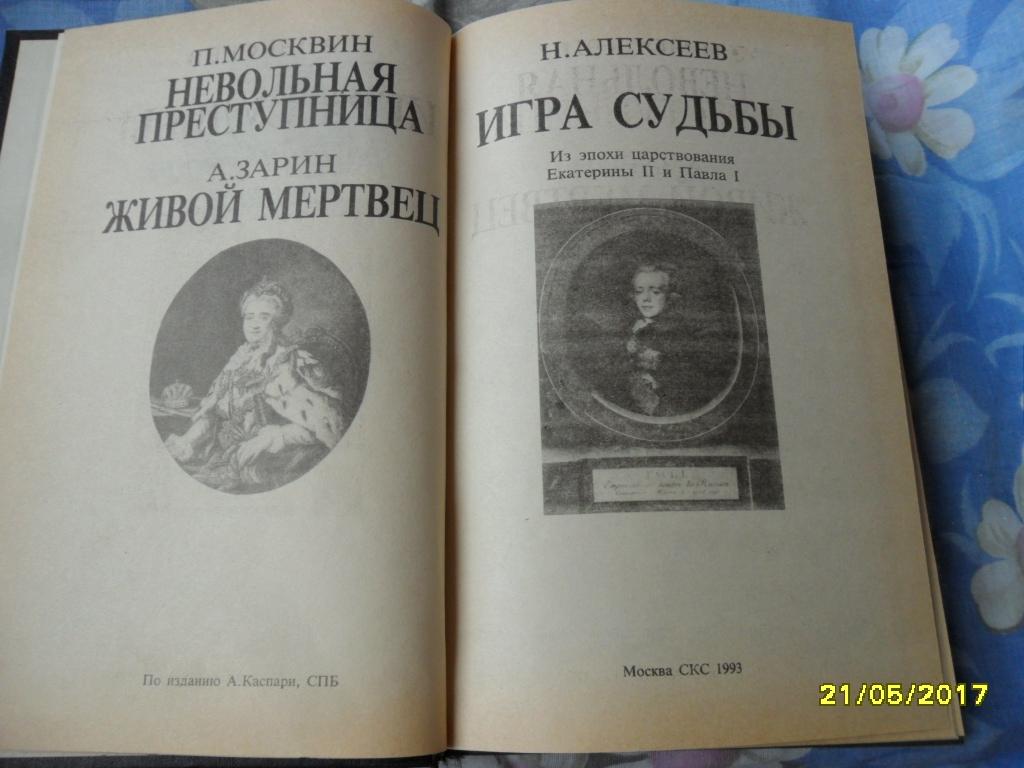 П.МОСКВИН
НЕВОЛЬНАЯ
ПРЕСТУПНИЦА
А.ЗАРИН
ЖИВОЙ МЕРТВЕЦ
По изданию А.Каспари, СПБ
Н.АЛЕКСЕЕВ
ИГРА СУДЬБЫ
Из эпохи царствования
Екатерины II и Павла I
Москва СКС 1993
21/05/2017